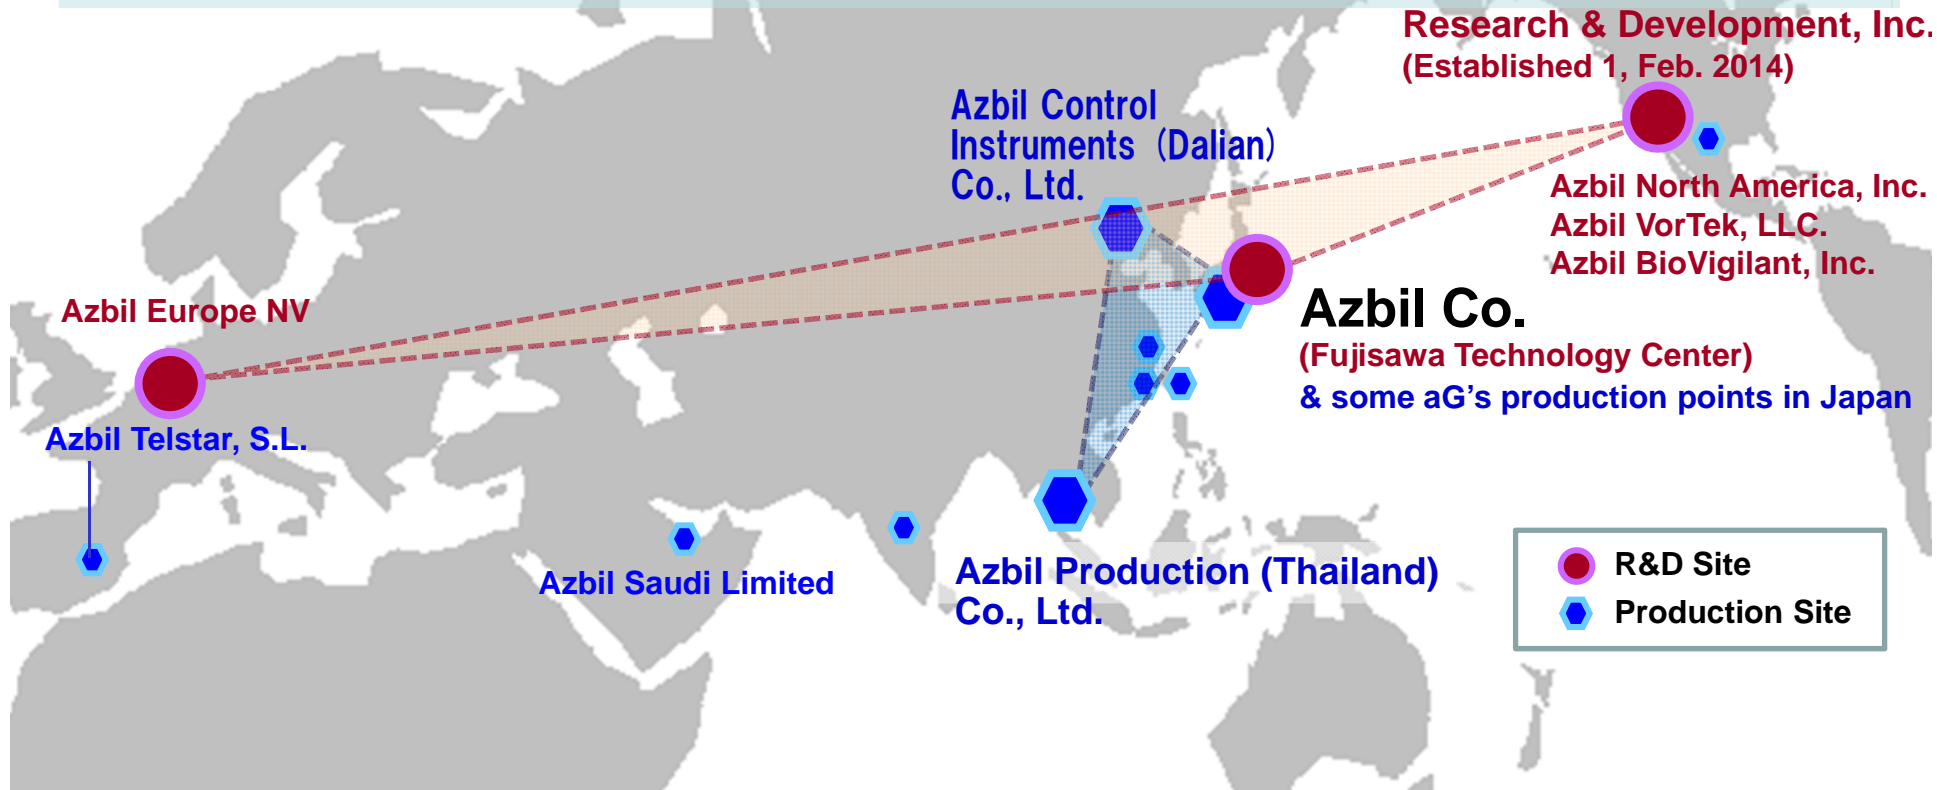 Research & Development, Inc.
(Established 1, Feb. 2014)
Azbil Control
Instruments (Dalian)
Co., Ltd.
Azbil North America, Inc.
Azbil VorTek, LLC.
Azbil BioVigilant, Inc.
Azbil Europe NV
Azbil Co.
(Fujisawa Technology Center)
& some aG’s production points in Japan
Azbil Telstar, S.L.
Azbil Saudi Limited
Azbil Production (Thailand)
Co., Ltd.
R&D Site
Production Site